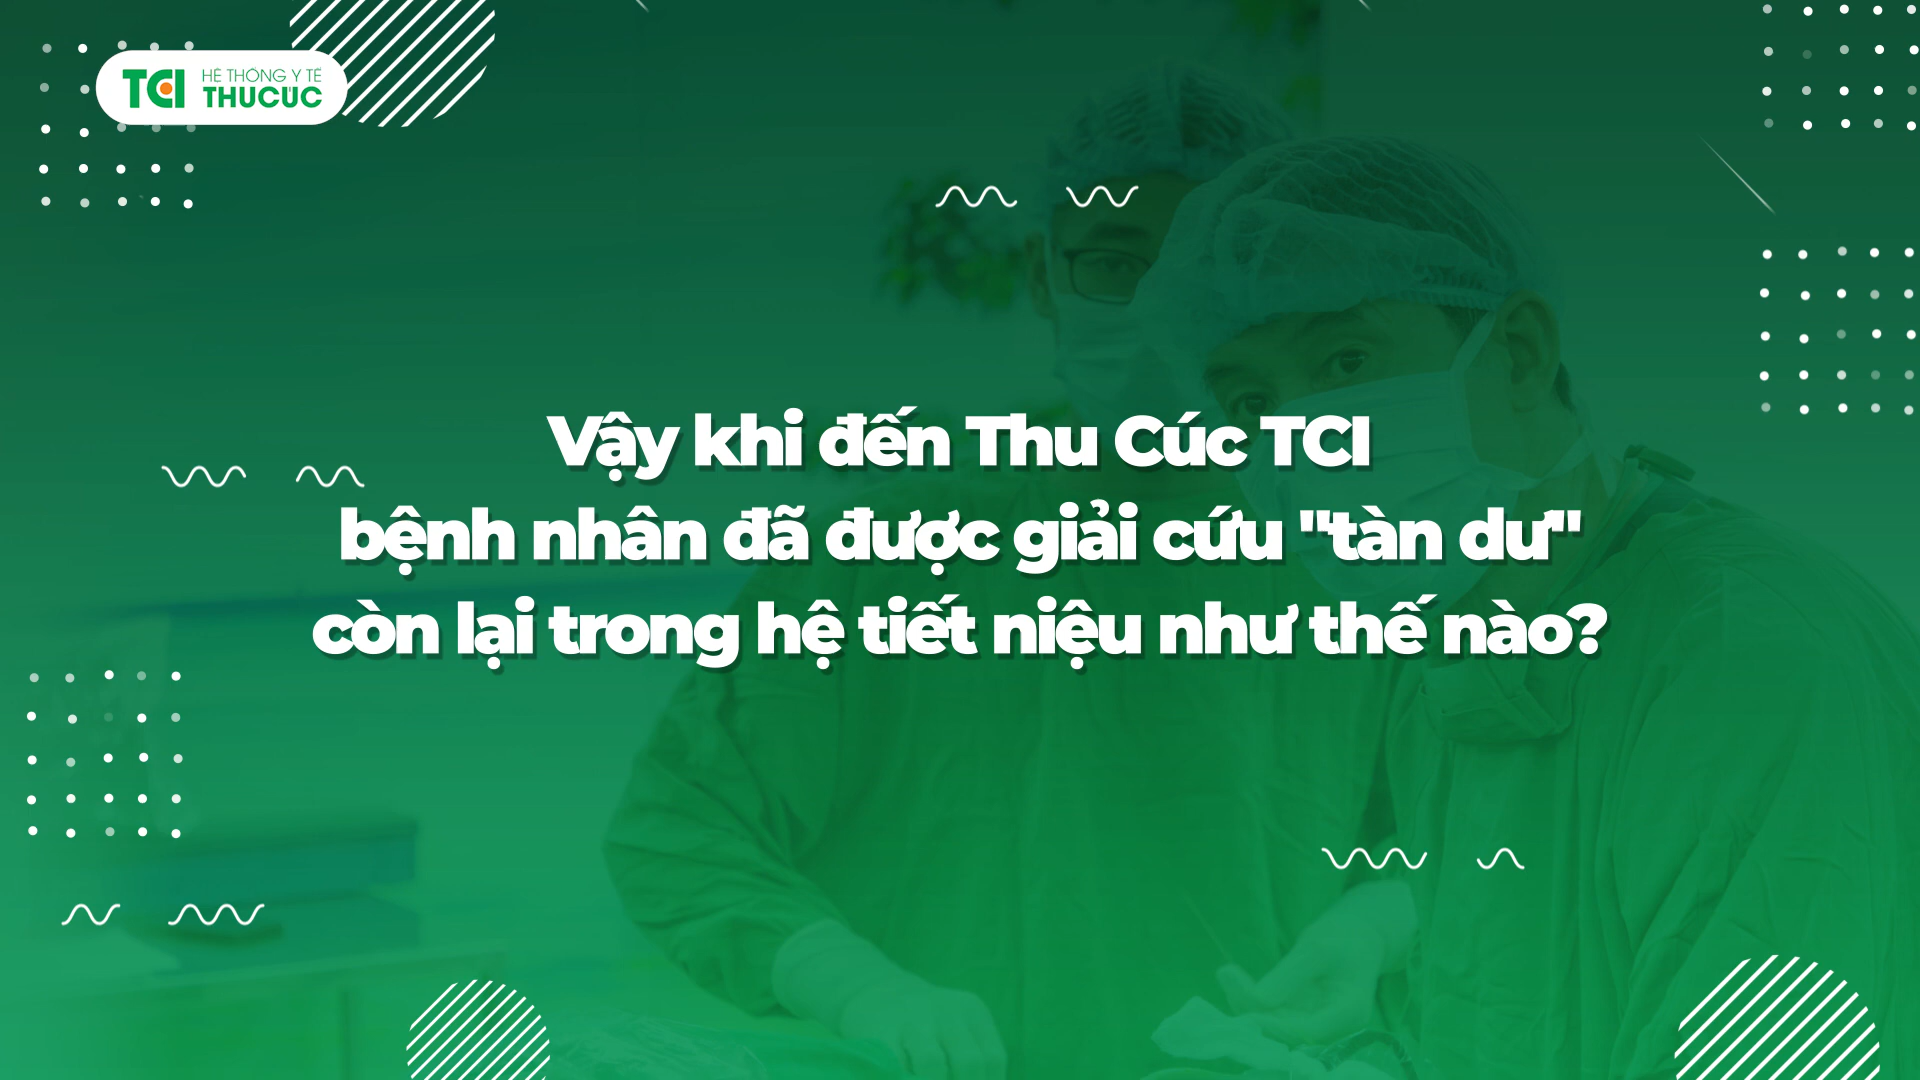 TCI HỆ THỐNG Y TẾ
THUCUC
Vậy khi đến Thu Cúc TCI
bệnh nhân đã được giải cứu "tàn dư"
còn lại trong hệ tiết niệu như thế nào?